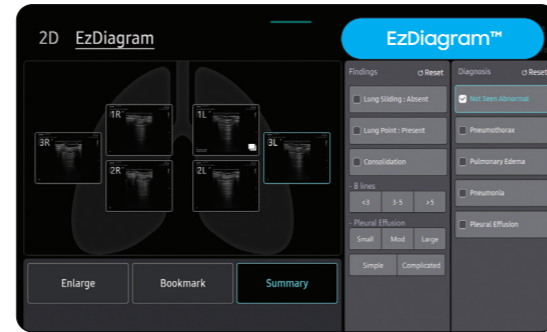 2D EzDiagram
EzDiagram™
1R
1L
3R
3L
2R
2L
Enlarge
Bookmark
Summary
Findings
Reset
Lung Sliding : Absent
Lung Point : Present
Consolidation
- B lines
<3
3-5
>5
- Pleural Effusion
Small
Mod
Large
Simple
Complicated
Diagnosis
Reset
Not Seen Abnormal
Pneumothorax
Pulmonary Edema
Pneumonia
Pleural Effusion